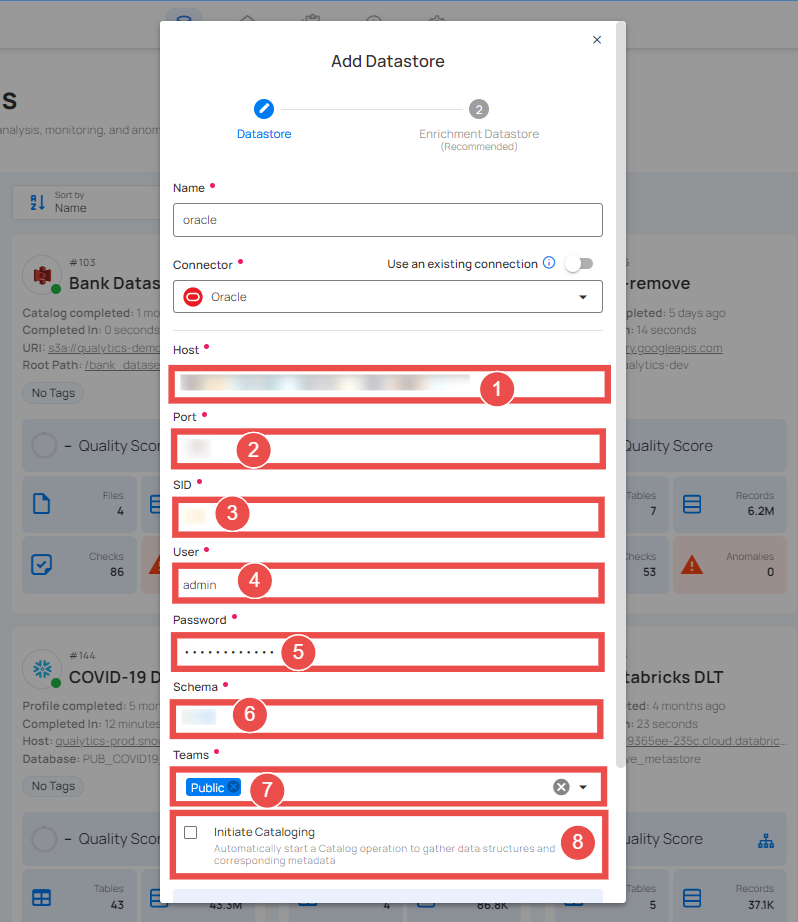 Add Datastore
2
Datastore
Enrichment Datastore
(Recommended)
Name
oracle
Connector
Use an existing connection
Oracle
Host
1
Port
2
SID
3
User
admin
4
Password
5
Schema
6
Teams
Public
7
Initiate Cataloging
Automatically start a Catalog operation to gather data structures and
corresponding metadata
8
s
analysis, monitoring, and anom
Sort by
Name
#103
Bank Datas
Catalog completed: 1 mo
Completed In: 0 seconds
URI: s3a://qualytics-demo
Root Path: /bank_datase
No Tags
– Quality Sco
Files
4
Checks
86
-remove
pleted: 5 days ago
n: 14 seconds
ry.googleapis.com
alytics-dev
Quality Score
Tables
7
Records
6.2M
Checks
53
Anomalies
0
#144
COVID-19 D
Profile completed: 5 mon
Completed In: 12 minutes
Host: qualytics-prod.snow
Database: PUB_COVID19_
No Tags
– Quality Sco
Tables
43
43.3M
4
86.8K
tabricks DLT
ted: 4 months ago
n: 23 seconds
9365ee-235c.cloud.databric...
ve_metastore
uality Score
Tables
5
Records
37.1K